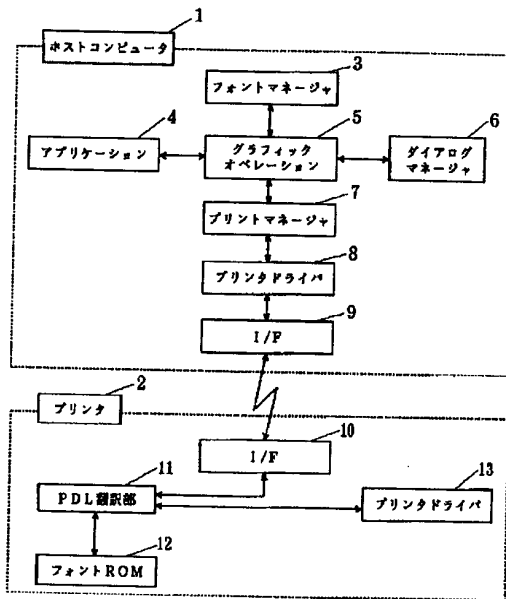 1
ホストコンピュータ
3
フォントマネージャ
4
アプリケーション
5
グラフィック
オペレーション
6
ダイアログ
マネージャ
7
プリントマネージャ
8
プリンタドライバ
9
I/F
2
プリンタ
10
I/F
11
PDL翻訳部
13
プリンタドライバ
12
フォントROM